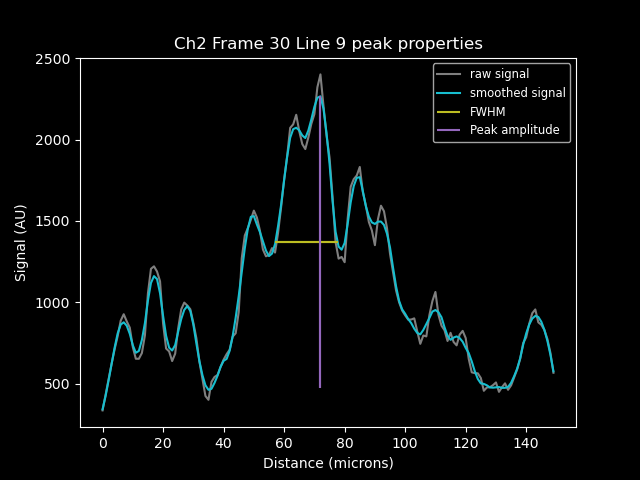 Ch2 Frame 30 Line 9 peak properties
raw signal
smoothed signal
FWHM
Peak amplitude
Signal (AU)
2500
2000
1500
1000
500
0 20 40 60 80 100 120 140
Distance (microns)